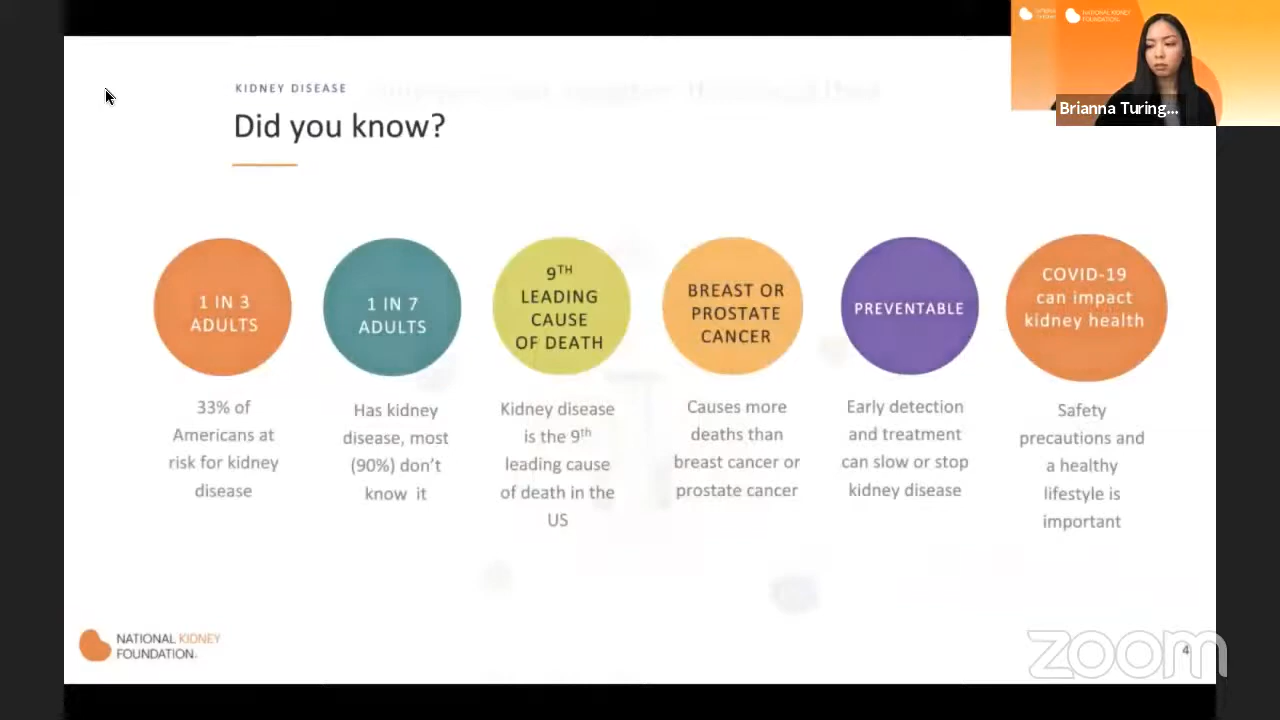 NATIONAL KIDNEY
FOUNDATION.
Brianna Turing...
KIDNEY DISEASE
Did you know?
1 IN 3
ADULTS
33% of
Americans at
risk for kidney
disease
1 IN 7
ADULTS
Has kidney
disease, most
(90%) don't
know it
9TH
LEADING
CAUSE
OF DEATH
Kidney disease
is the 9th
leading cause
of death in the
US
BREAST OR
PROSTATE
CANCER
Causes more
deaths than
breast cancer or
prostate cancer
PREVENTABLE
Early detection
and treatment
can slow or stop
kidney disease
COVID-19
can impact
kidney health
Safety
precautions and
a healthy
lifestyle is
important
NATIONAL KIDNEY
FOUNDATION.
zoom
4